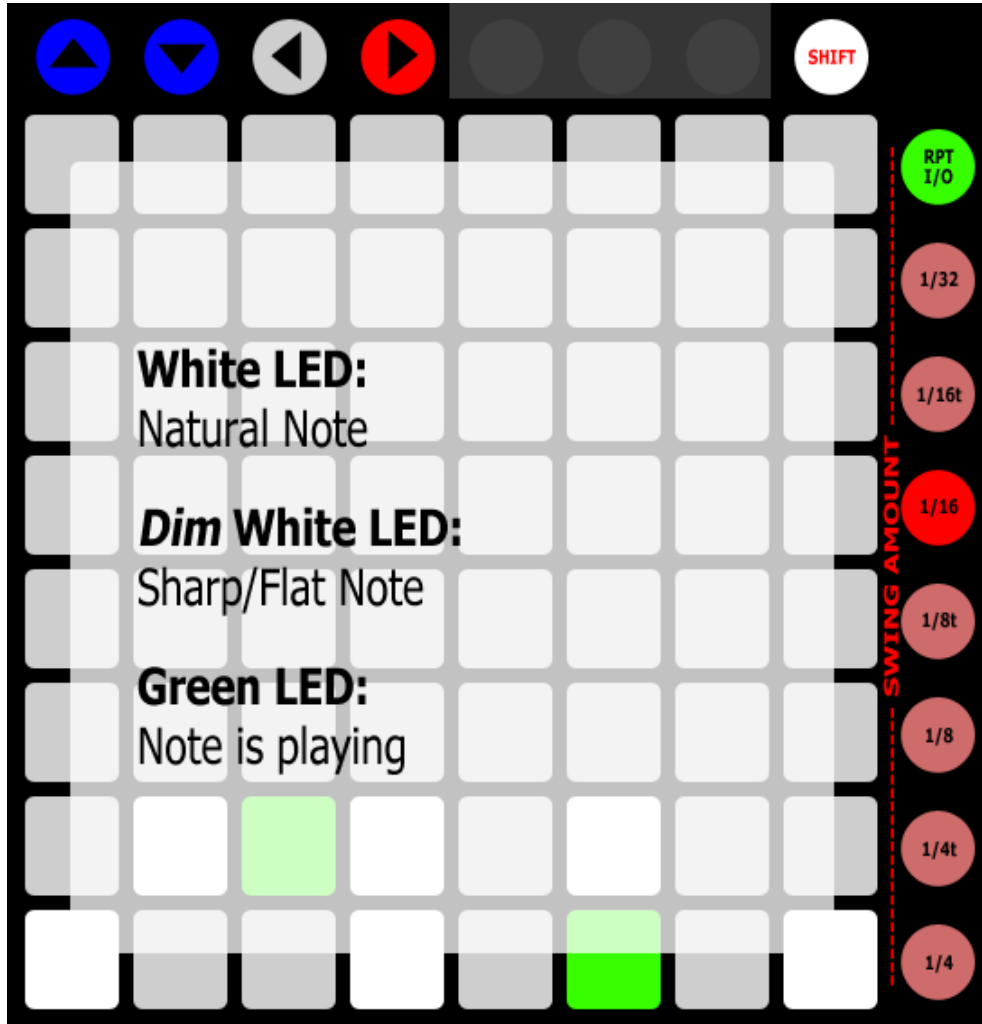 SHIFT
RPT
I/O
1/32
1/16t
1/16
1/8t
1/8
1/4t
1/4
SWING AMOUNT
White LED:
Natural Note
Dim White LED:
Sharp/Flat Note
Green LED:
Note is playing